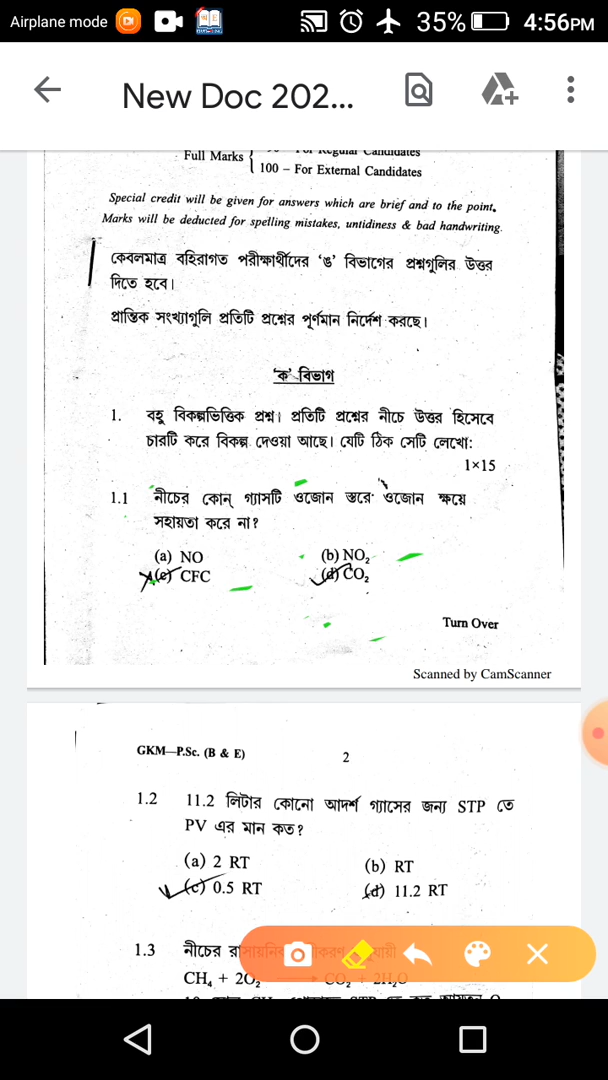 Airplane mode 35% 4:56PM
New Doc 202...
Full Marks For Regular Candidates
100 – For External Candidates
Special credit will be given for answers which are brief and to the point.
Marks will be deducted for spelling mistakes, untidiness & bad handwriting.
কেবলমাত্র বহিরাগত পরীক্ষার্থীদের ‘ঙ’ বিভাগের প্রশ্নগুলির উত্তর
দিতে হবে।
প্রান্তিক সংখ্যাগুলি প্রতিটি প্রশ্নের পূর্ণমান নির্দেশ করছে।
‘ক’ বিভাগ
1. বহু বিকল্পভিত্তিক প্রশ্ন। প্রতিটি প্রশ্নের নীচে উত্তর হিসেবে
চারটি করে বিকল্প দেওয়া আছে। যেটি ঠিক সেটি লেখো:
1×15
1.1 নীচের কোন্ গ্যাসটি ওজোন স্তরে ওজোন ক্ষয়ে
সহায়তা করে না?
(a) NO (b) NO₂
(c) CFC (d) CO₂
Turn Over
Scanned by CamScanner
GKM—P.Sc. (B & E) 2
1.2 11.2 লিটার কোনো আদর্শ গ্যাসের জন্য STP তে
PV এর মান কত?
(a) 2 RT (b) RT
(c) 0.5 RT (d) 11.2 RT
1.3 নীচের
CH₄ + 2O₂ CO₂ + 2H₂O